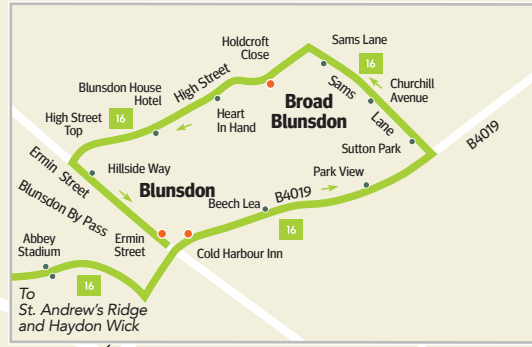 Holdcroft
Close
Sams Lane
16
Blunsdon House
Hotel
High Street
Sams
Lane
Churchill
Avenue
High Street
Top
16
Heart
In Hand
Broad
Blunsdon
Sutton Park
B4019
Ermin Street
Hillside Way
Park View
Blunsdon By Pass
Blunsdon
Beech Lea
B4019
Abbey
Stadium
Ermin
Street
16
Cold Harbour Inn
16
To
St. Andrew's Ridge
and Haydon Wick